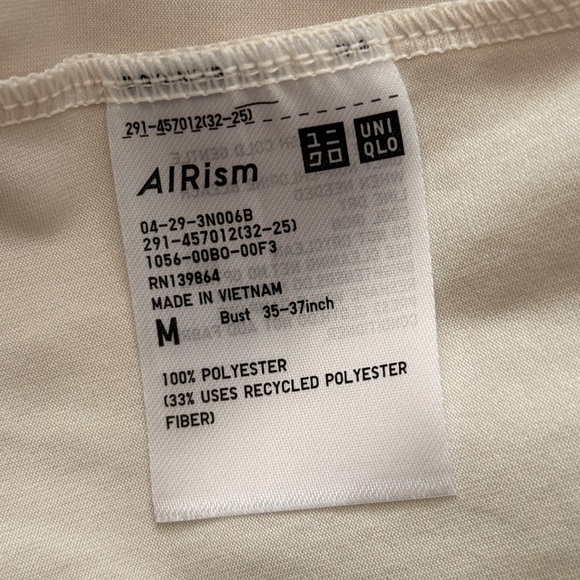 291-457012(32-25)
ユニ
クロ
UNI
QLO
AIRism
04-29-3N006B
291-457012(32-25)
1056-00BO-00F3
RN139864
MADE IN VIETNAM
M Bust 35-37inch
100% POLYESTER
(33% USES RECYCLED POLYESTER
FIBER)